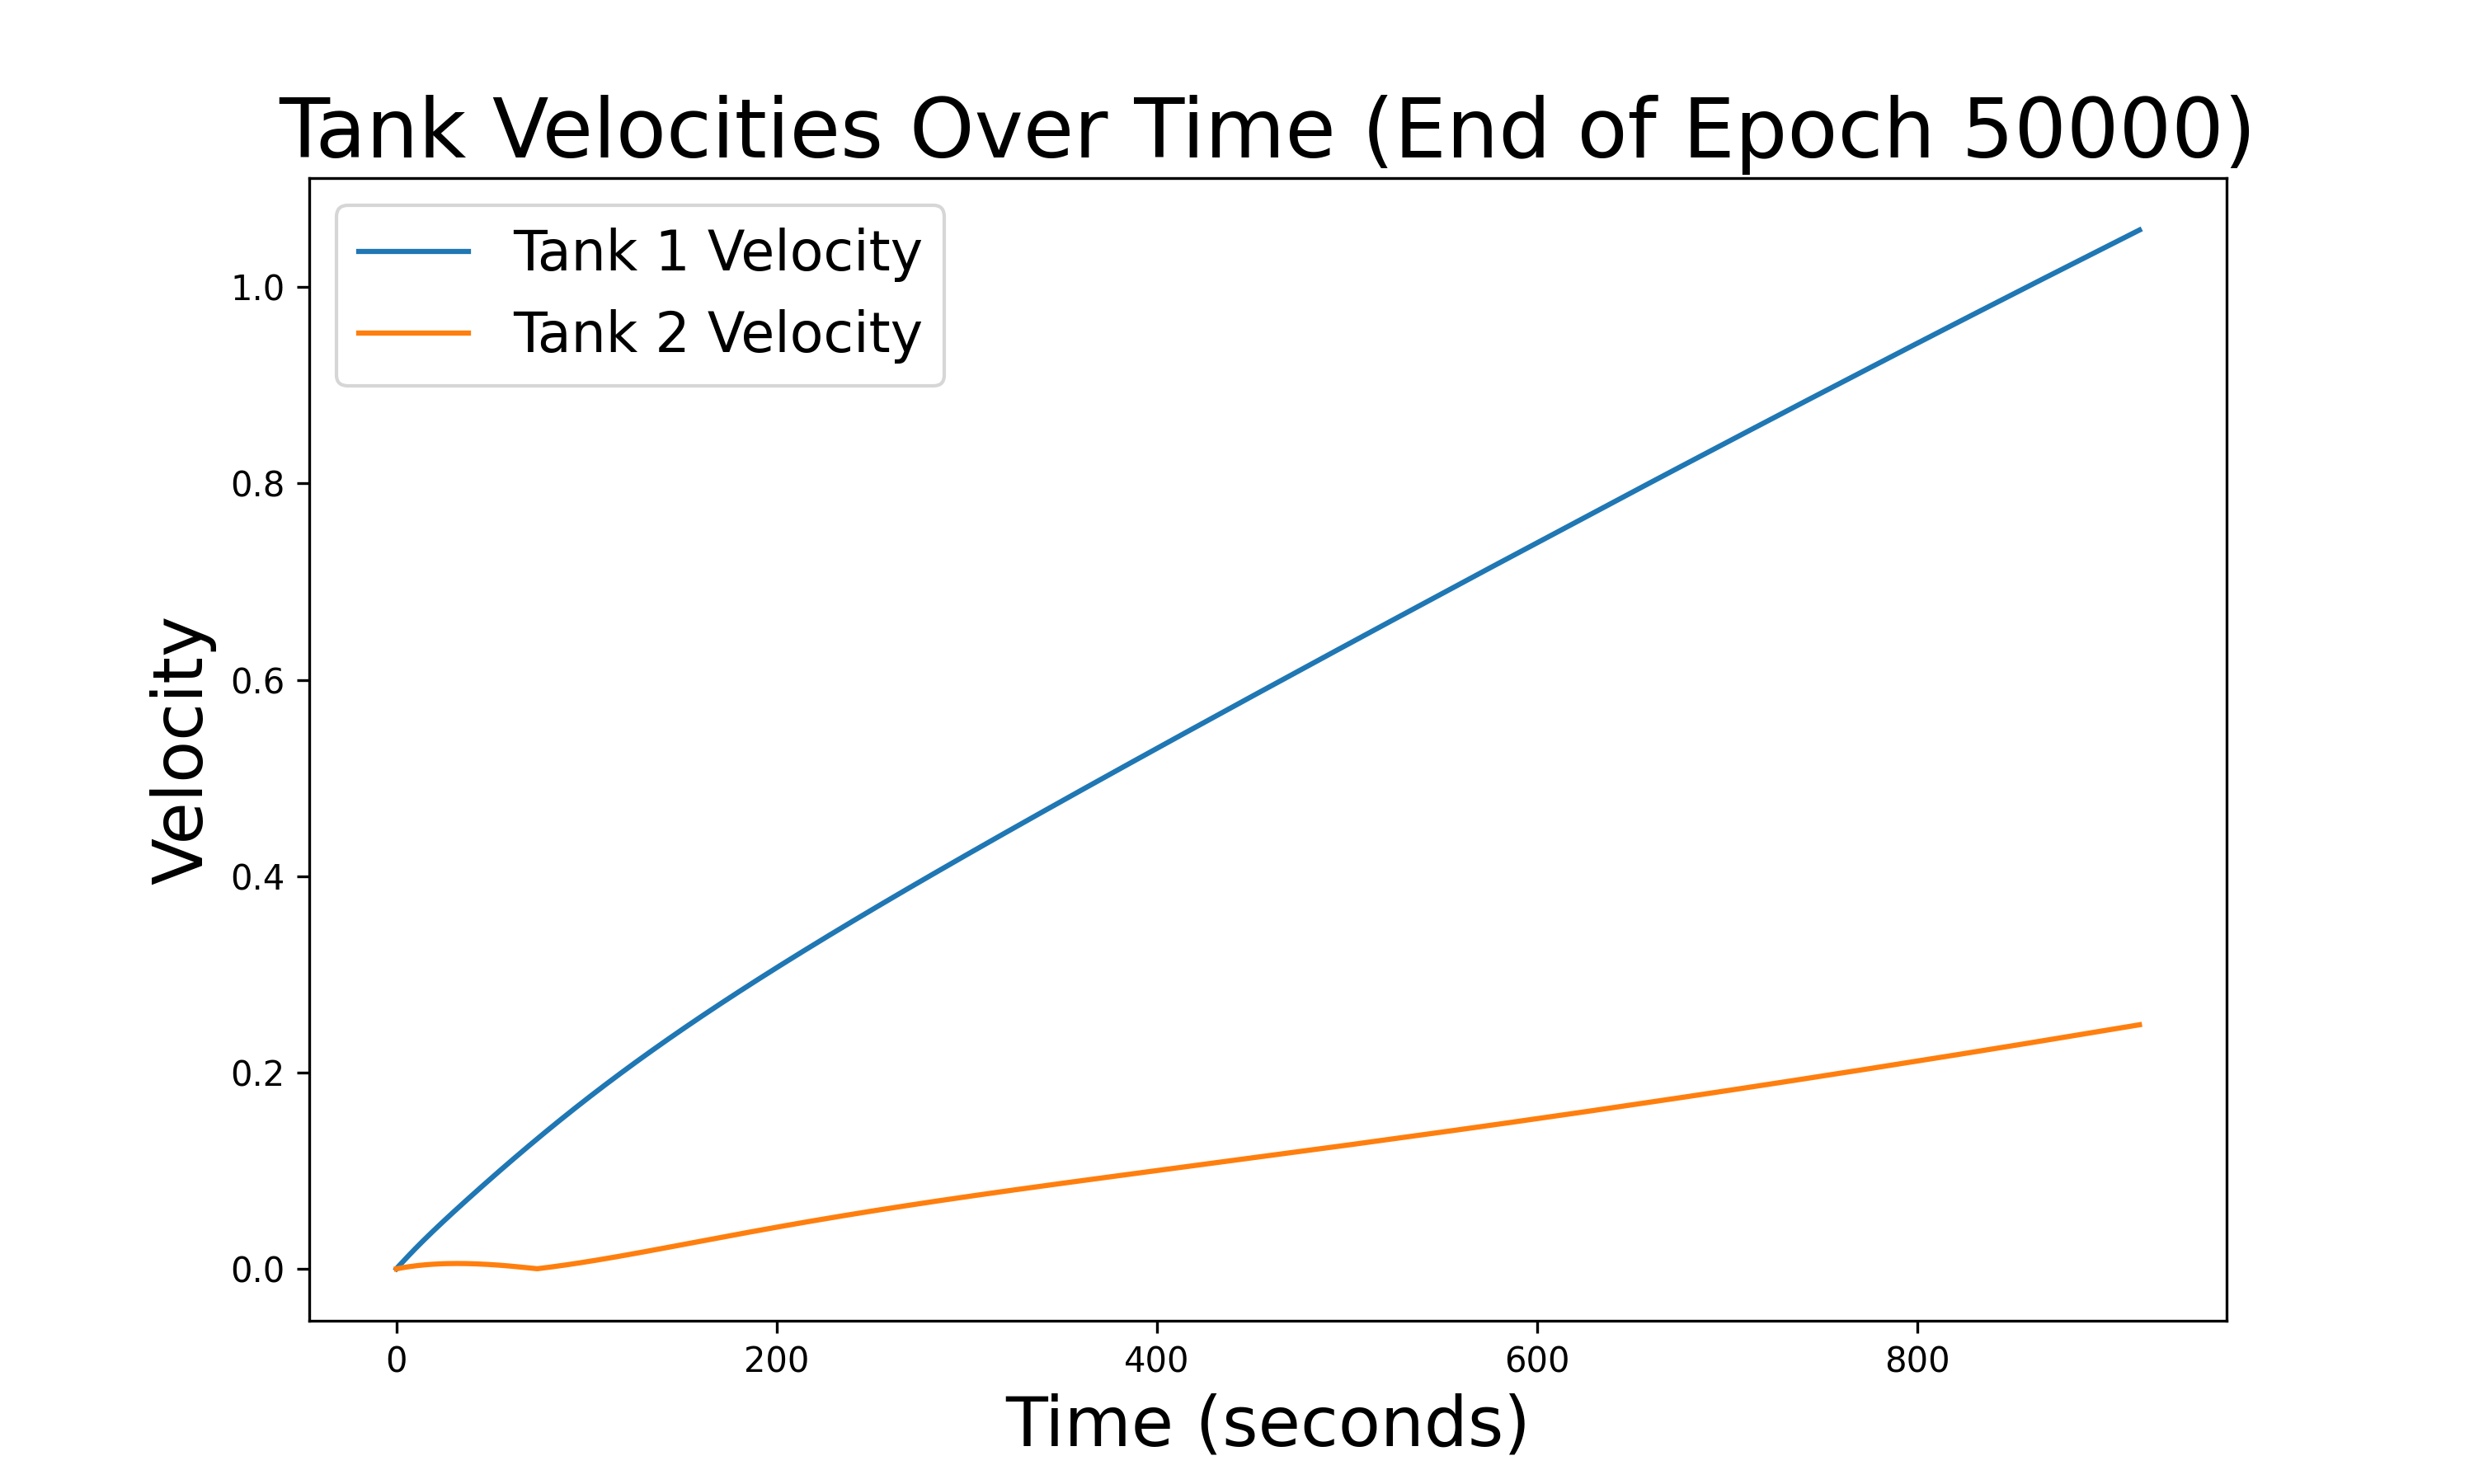 Tank Velocities Over Time (End of Epoch 50000)
Tank 1 Velocity
Tank 2 Velocity
1.0
0.8
0.6
0.4
0.2
0.0
Velocity
0 200 400 600 800
Time (seconds)